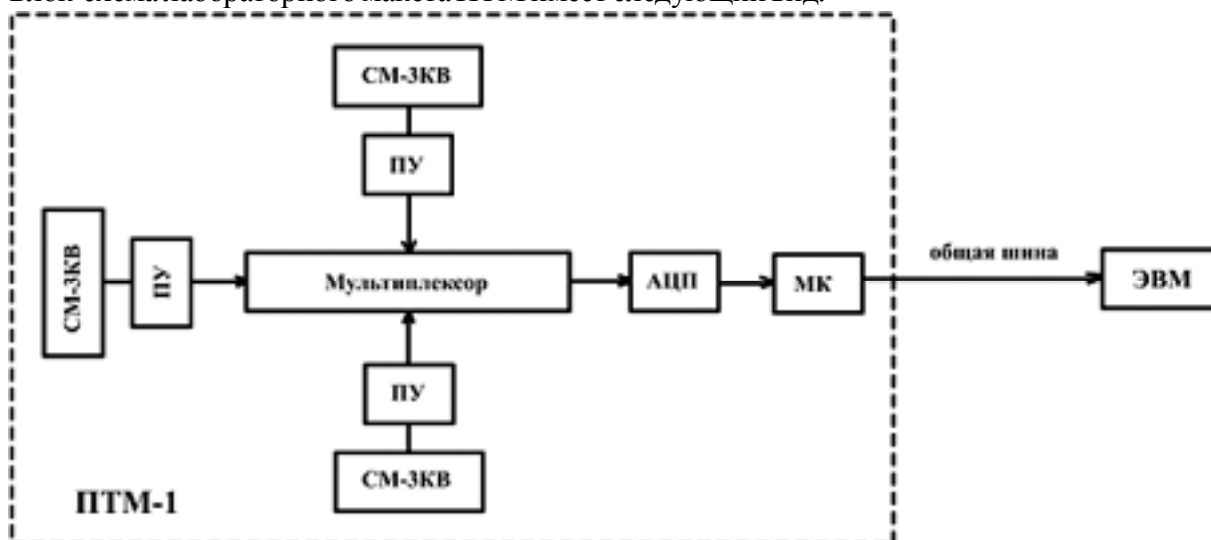 СМ-3КВ
ПУ
СМ-3КВ
ПУ
Мультиплексор
АЦП
МК
общая шина
ЭВМ
ПУ
СМ-3КВ
ПТМ-1